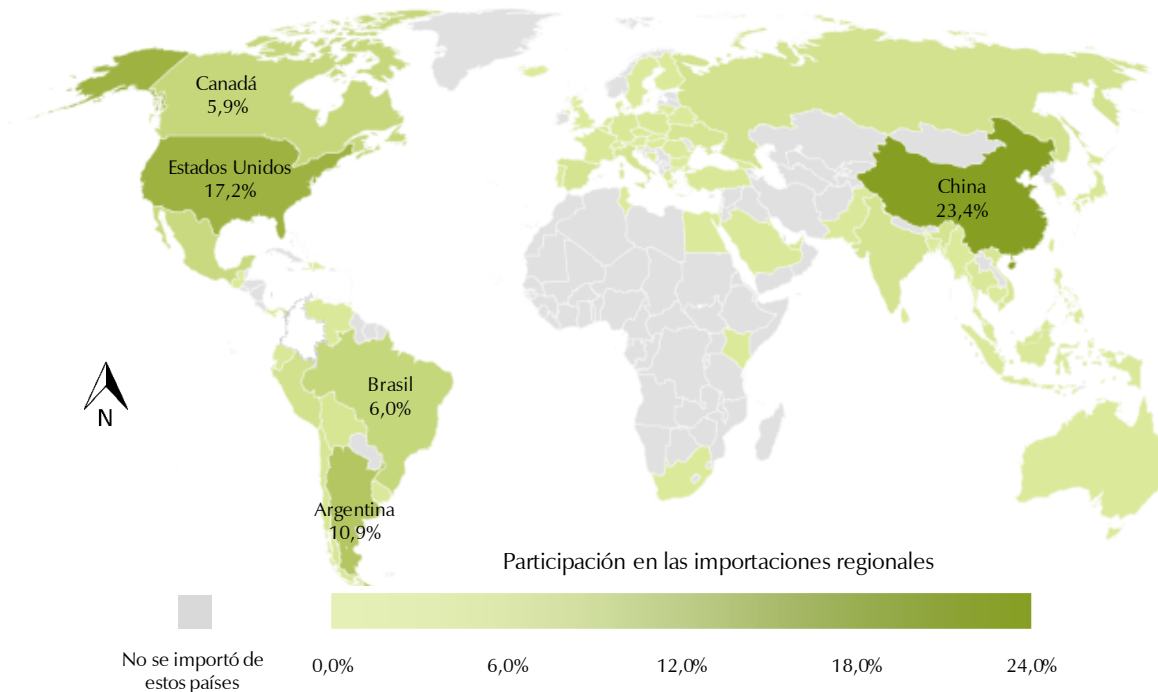 Canadá
5,9%
Estados Unidos
17,2%
China
23,4%
Brasil
6,0%
N
Argentina
10,9%
Participación en las importaciones regionales
No se importó de
estos países
0,0%
6,0%
12,0%
18,0%
24,0%